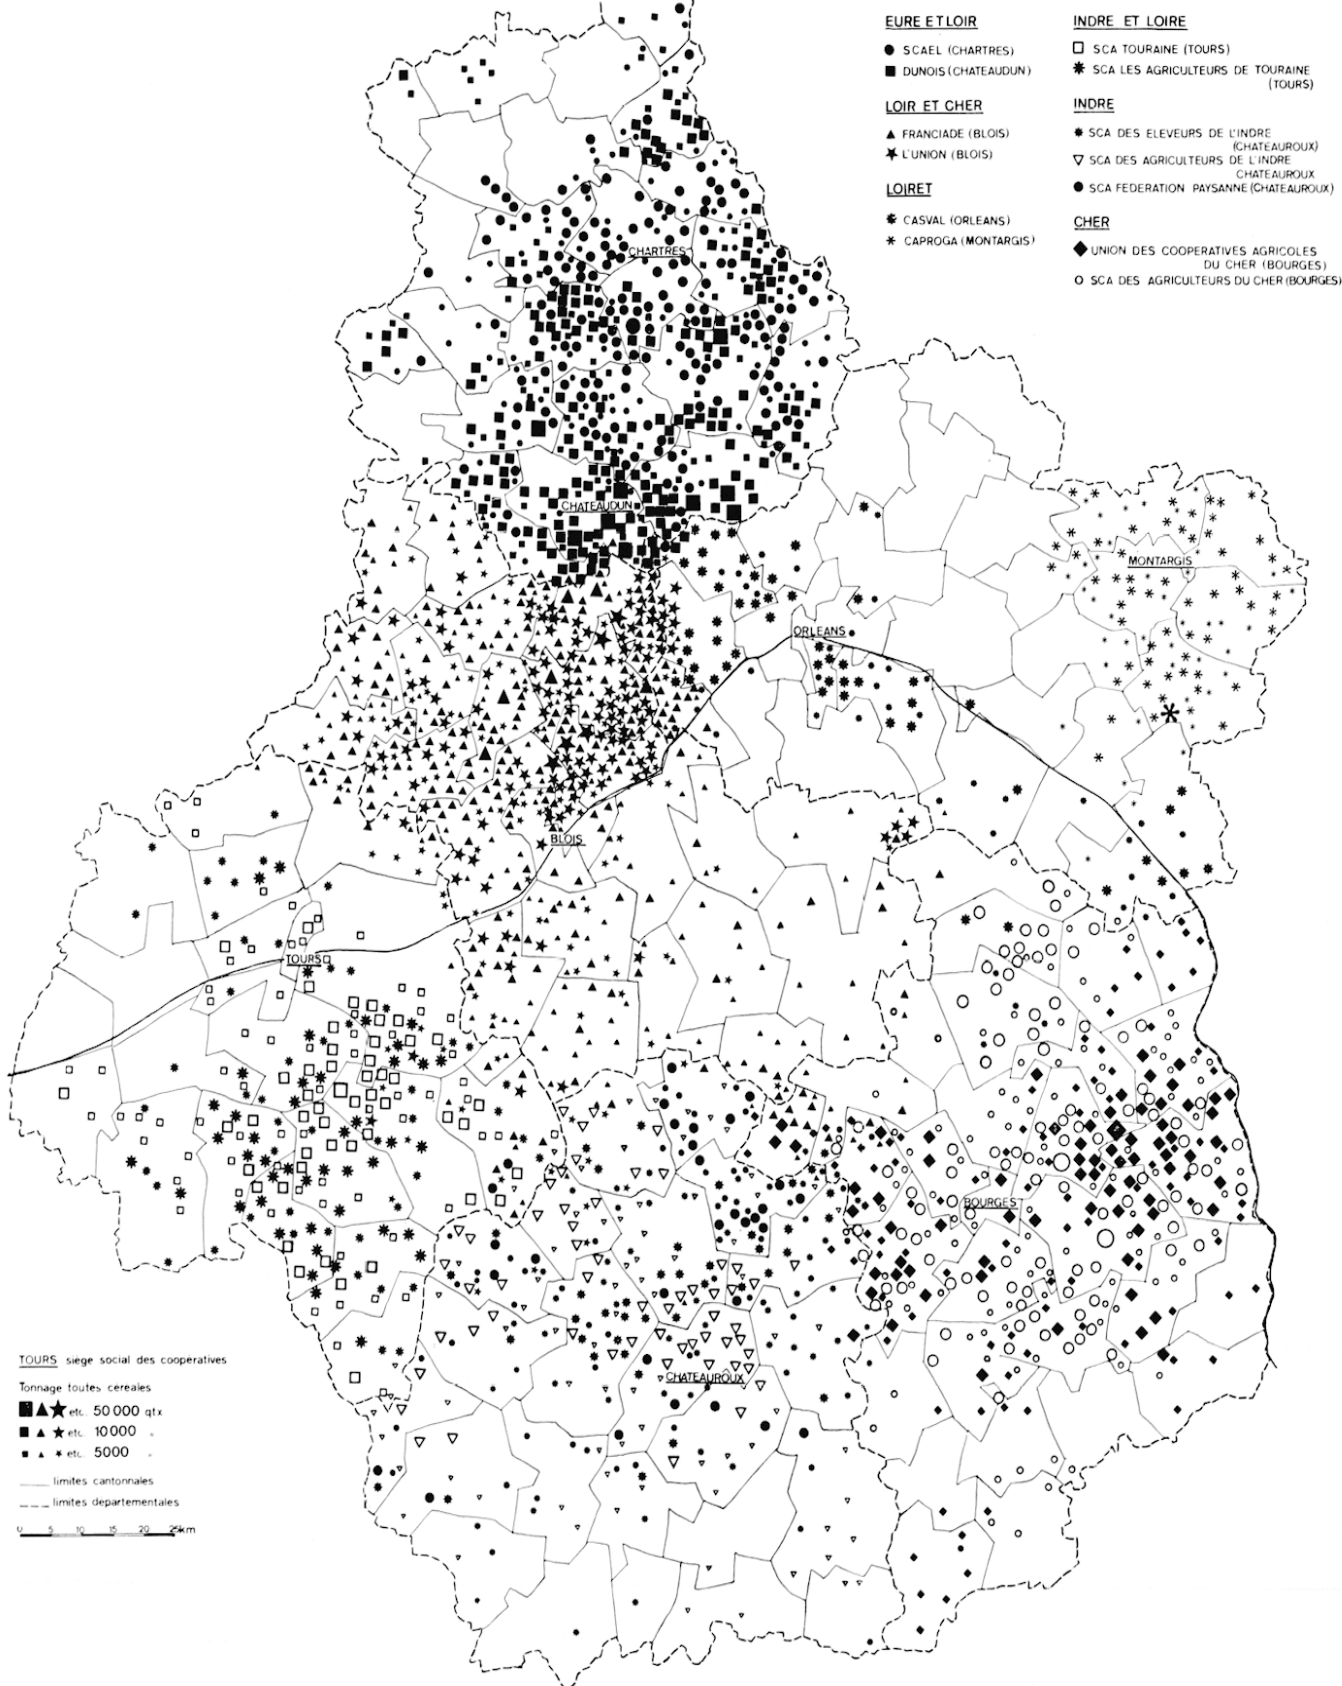 EURE ET LOIR
SCAEL (CHARTRES)
DUNOIS (CHATEAUDUN)
LOIR ET CHER
FRANCIADE (BLOIS)
L'UNION (BLOIS)
LOIRET
CASVAL (ORLEANS)
CAPROGA (MONTARGIS)
INDRE ET LOIRE
SCA TOURAINE (TOURS)
SCA LES AGRICULTEURS DE TOURAINE
(TOURS)
INDRE
SCA DES ELEVEURS DE L'INDRE
(CHATEAUROUX)
SCA DES AGRICULTEURS DE L'INDRE
CHATEAUROUX
SCA FEDERATION PAYSANNE (CHATEAUROUX)
CHER
UNION DES COOPERATIVES AGRICOLES
DU CHER (BOURGES)
SCA DES AGRICULTEURS DU CHER (BOURGES)
CHARTRES
CHATEAUDUN
MONTARGIS
ORLEANS
BLOIS
TOURS
BOURGES
CHATEAUROUX
TOURS siège social des cooperatives
Tonnage toutes céréales
etc. 50 000 qtx
etc. 10 000 "
etc. 5000 "
limites cantonnales
limites departementales
0 5 10 15 20 25km